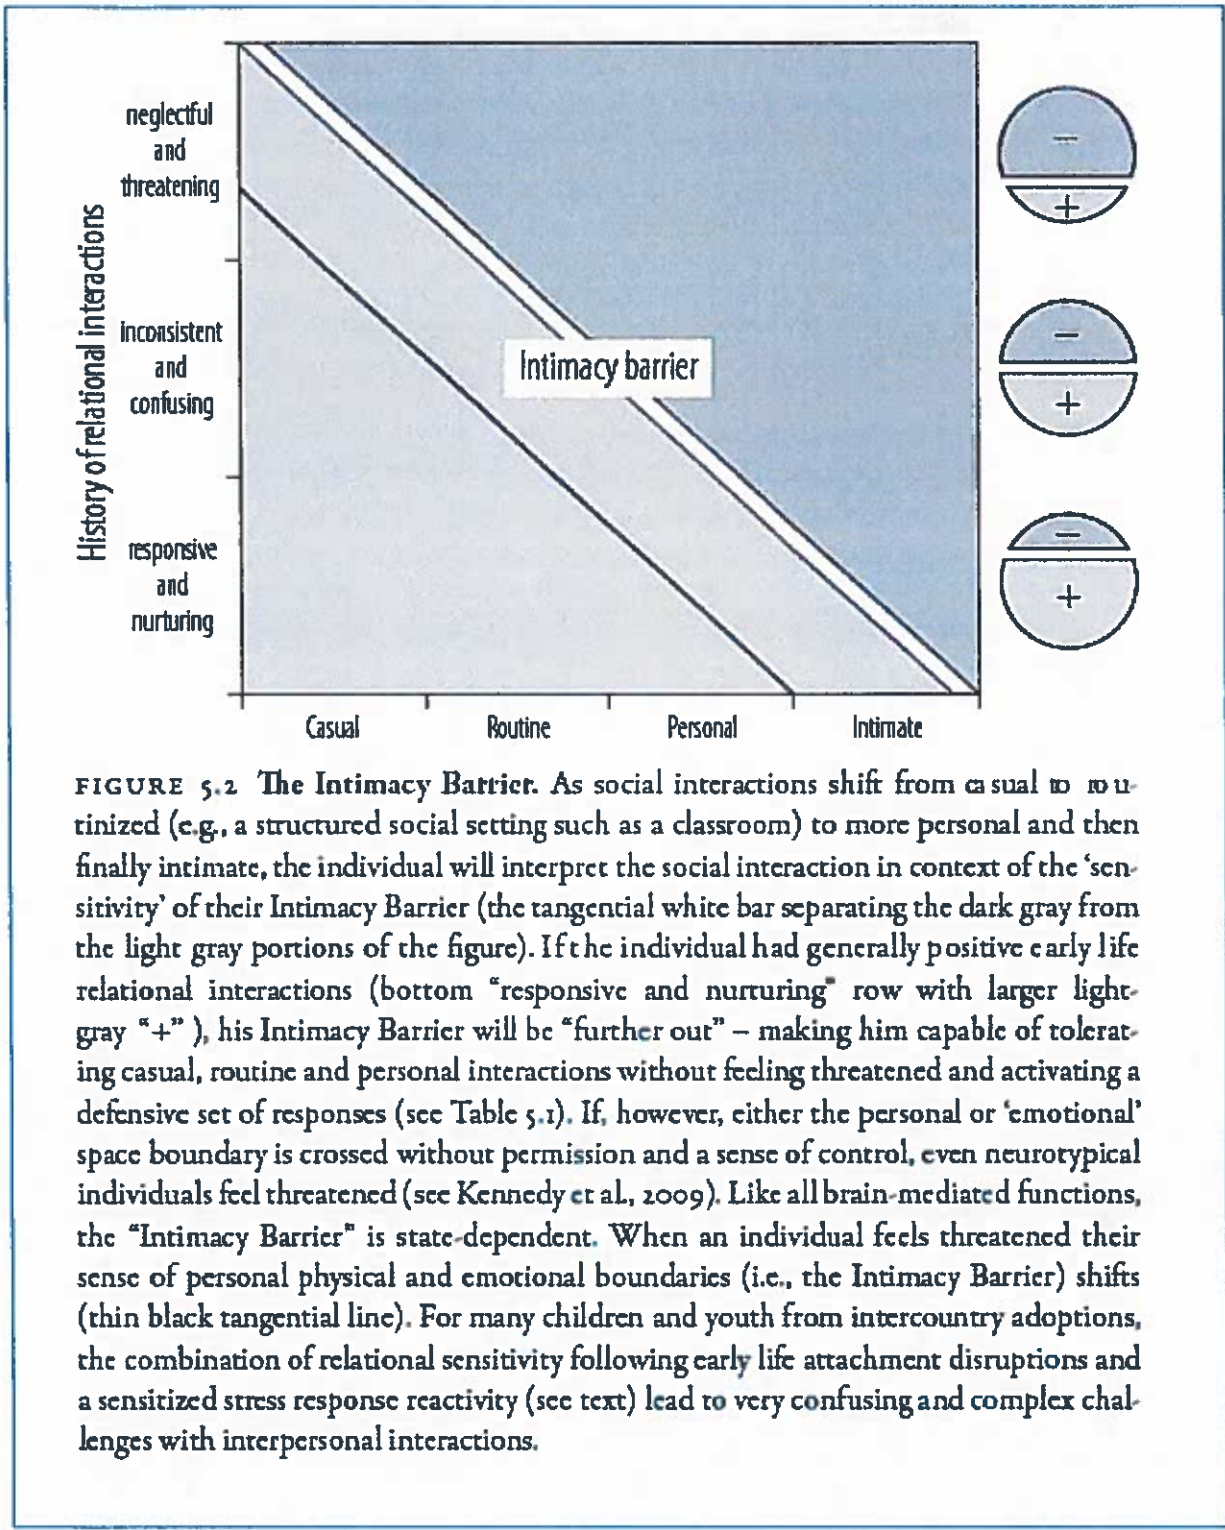 neglectful
and
threatening
inconsistent
and
confusing
responsive
and
nurturing
History of relational interactions
Intimacy barrier
−
+
−
+
−
+
Casual Routine Personal Intimate
FIGURE 5.2 The Intimacy Barrier. As social interactions shift from casual to rou-
tinized (e.g., a structured social setting such as a classroom) to more personal and then
finally intimate, the individual will interpret the social interaction in context of the ‘sen-
sitivity’ of their Intimacy Barrier (the tangential white bar separating the dark gray from
the light gray portions of the figure). If the individual had generally positive early life
relational interactions (bottom “responsive and nurturing” row with larger light-
gray “+” ), his Intimacy Barrier will be “further out” – making him capable of tolerat-
ing casual, routine and personal interactions without feeling threatened and activating a
defensive set of responses (see Table 5.1). If, however, either the personal or ‘emotional’
space boundary is crossed without permission and a sense of control, even neurotypical
individuals feel threatened (see Kennedy et al., 2009). Like all brain-mediated functions,
the “Intimacy Barrier” is state-dependent. When an individual feels threatened their
sense of personal physical and emotional boundaries (i.e., the Intimacy Barrier) shifts
(thin black tangential line). For many children and youth from intercountry adoptions,
the combination of relational sensitivity following early life attachment disruptions and
a sensitized stress response reactivity (see text) lead to very confusing and complex chal-
lenges with interpersonal interactions.